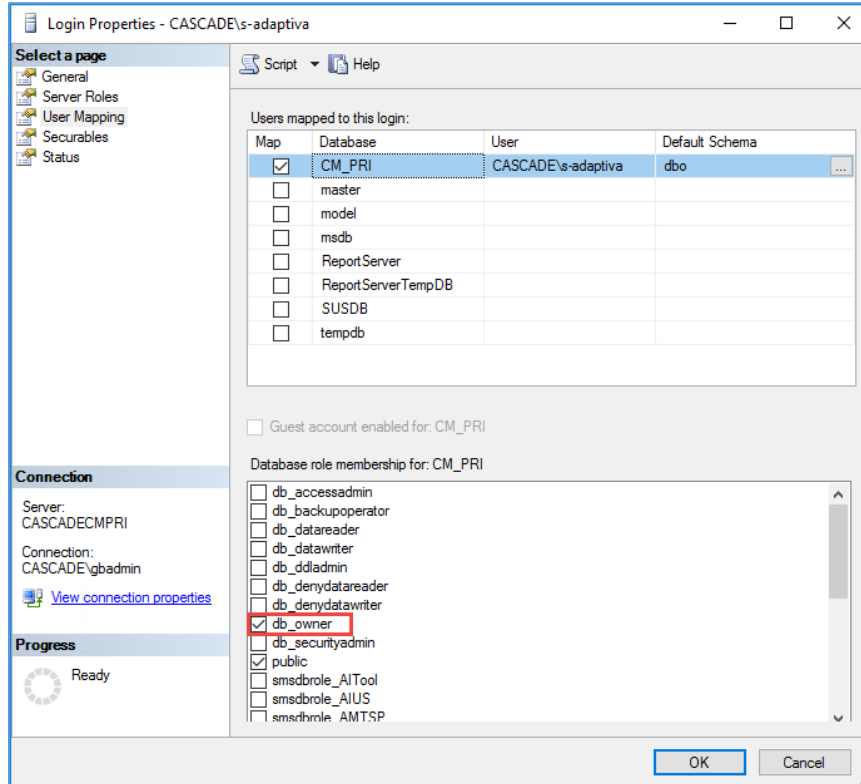 Login Properties - CASCADE\s-adaptiva
Select a page
General
Server Roles
User Mapping
Securables
Status
Script Help
Users mapped to this login:
Map Database User Default Schema
CM_PRI CASCADE\s-adaptiva dbo ...
master
model
msdb
ReportServer
ReportServerTempDB
SUSDB
tempdb
Guest account enabled for: CM_PRI
Database role membership for: CM_PRI
db_accessadmin
db_backupoperator
db_datareader
db_datawriter
db_ddladmin
db_denydatareader
db_denydatawriter
db_owner
db_securityadmin
public
smsdbrole_AITool
smsdbrole_AIUS
smsdbrole_AMTSP
Connection
Server:
CASCADECMPRI
Connection:
CASCADE\gbadmin
View connection properties
Progress
Ready
OK Cancel